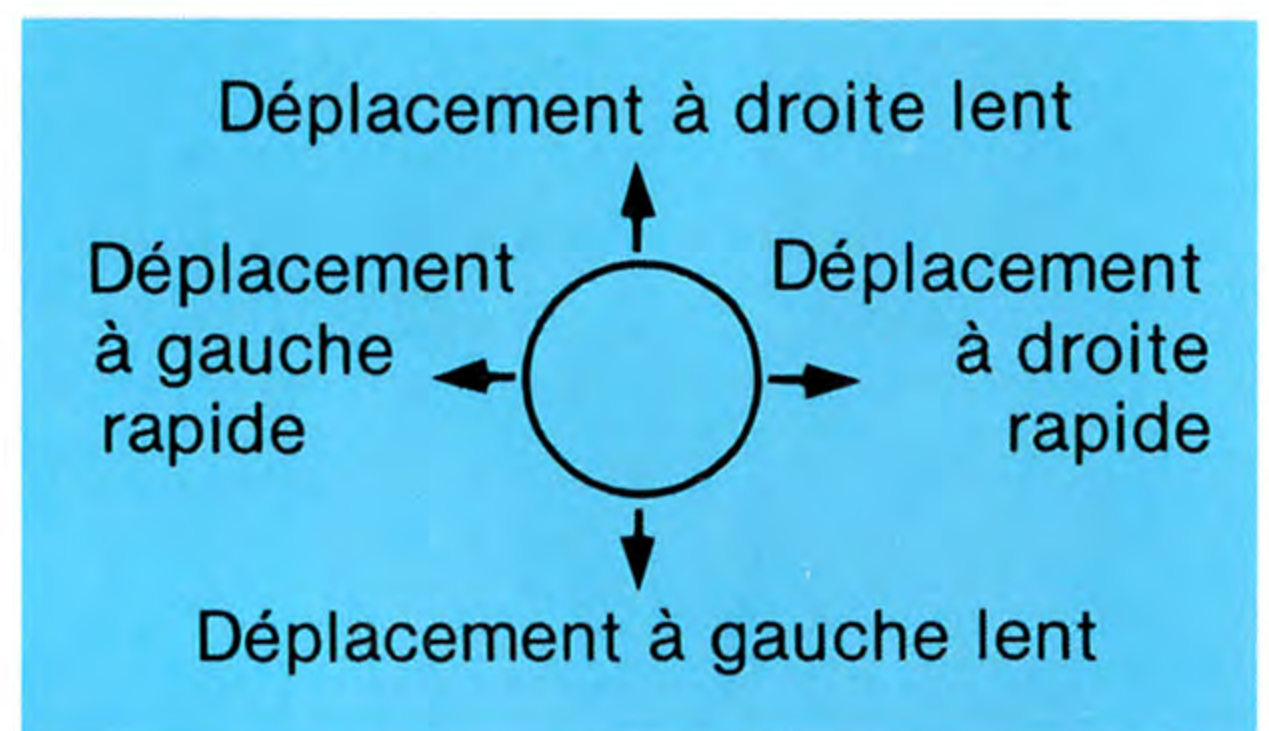 Déplacement à droite lent
Déplacement
à gauche
rapide
Déplacement
à droite
rapide
Déplacement à gauche lent